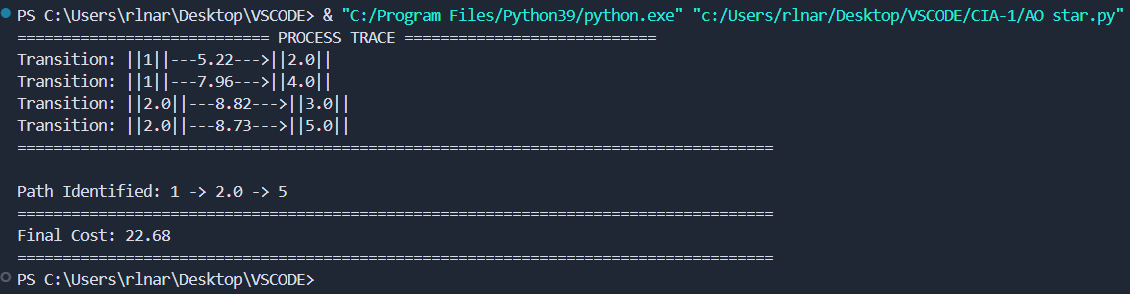 PS C:\Users\rlnar\Desktop\VSCODE> & "C:/Program Files/Python39/python.exe" "c:/Users/rlnar/Desktop/VSCODE/CIA-1/AO star.py"
============================ PROCESS TRACE ============================
Transition: ||1||---5.22--->||2.0||
Transition: ||1||---7.96--->||4.0||
Transition: ||2.0||---8.82--->||3.0||
Transition: ||2.0||---8.73--->||5.0||
====================================================================================
Path Identified: 1 -> 2.0 -> 5
====================================================================================
Final Cost: 22.68
====================================================================================
PS C:\Users\rlnar\Desktop\VSCODE>